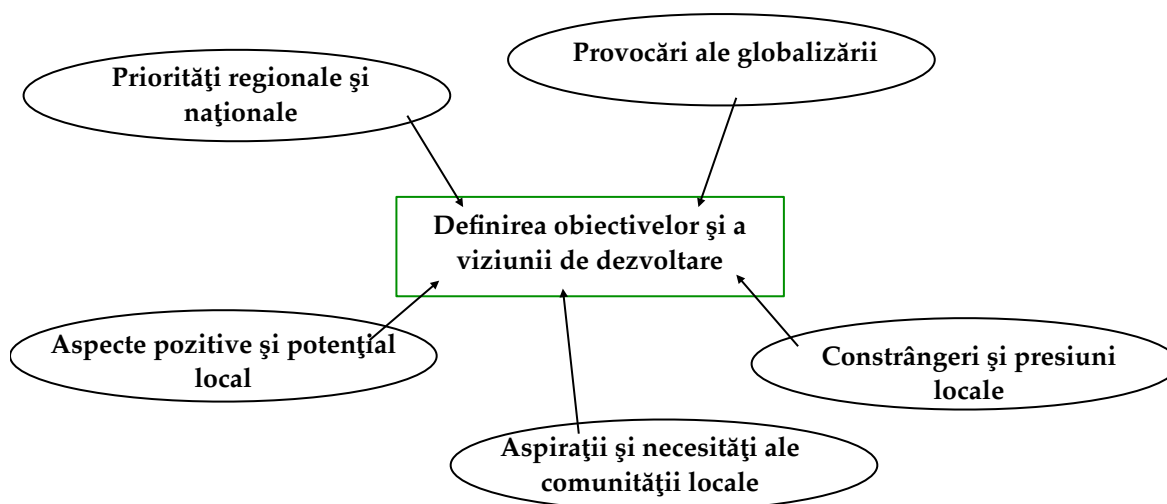 Provocări ale globalizării
Priorităţi regionale şi
naţionale
Definirea obiectivelor şi a
viziunii de dezvoltare
Aspecte pozitive şi potenţial
local
Constrângeri şi presiuni
locale
Aspiraţii şi necesităţi ale
comunităţii locale